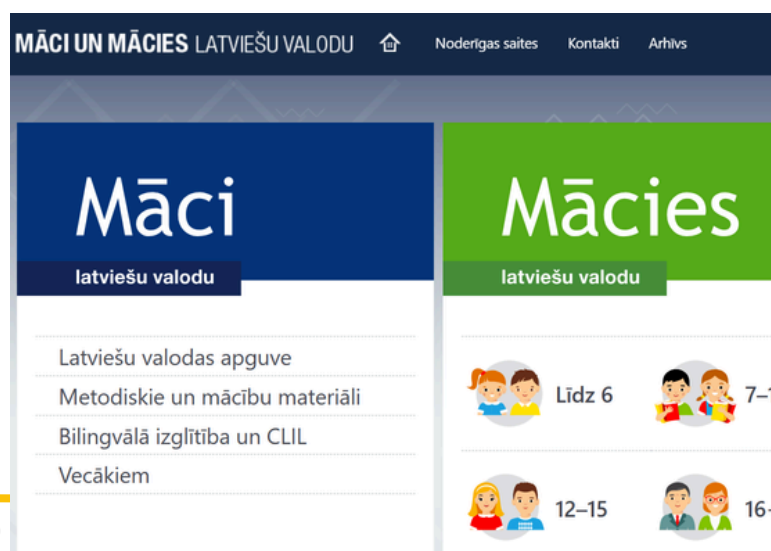 MĀCI UN MĀCIES LATVIEŠU VALODU Noderīgas saites Kontakti Arhīvs
Māci
latviešu valodu
Latviešu valodas apguve
Metodiskie un mācību materiāli
Bilingvālā izglītība un CLIL
Vecākiem
Mācies
latviešu valodu
Līdz 6
12–15